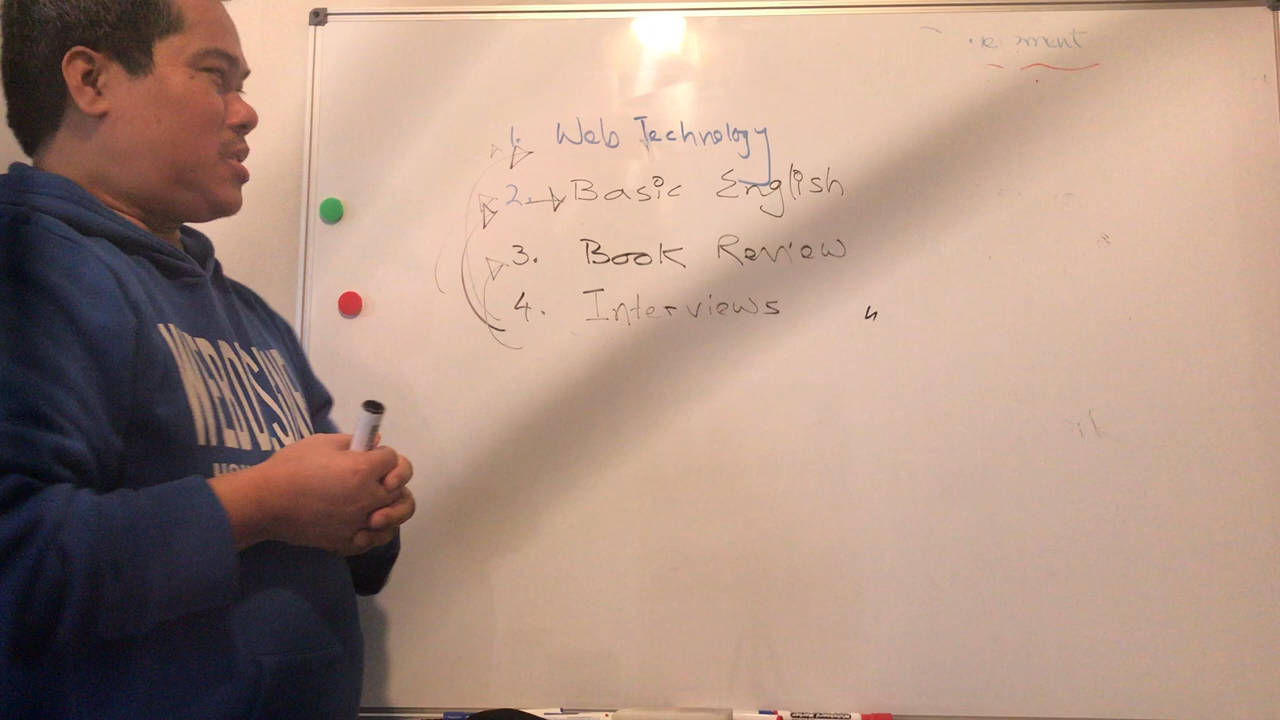 1. Web Technology
2. Basic English
3. Book Review
4. Interviews